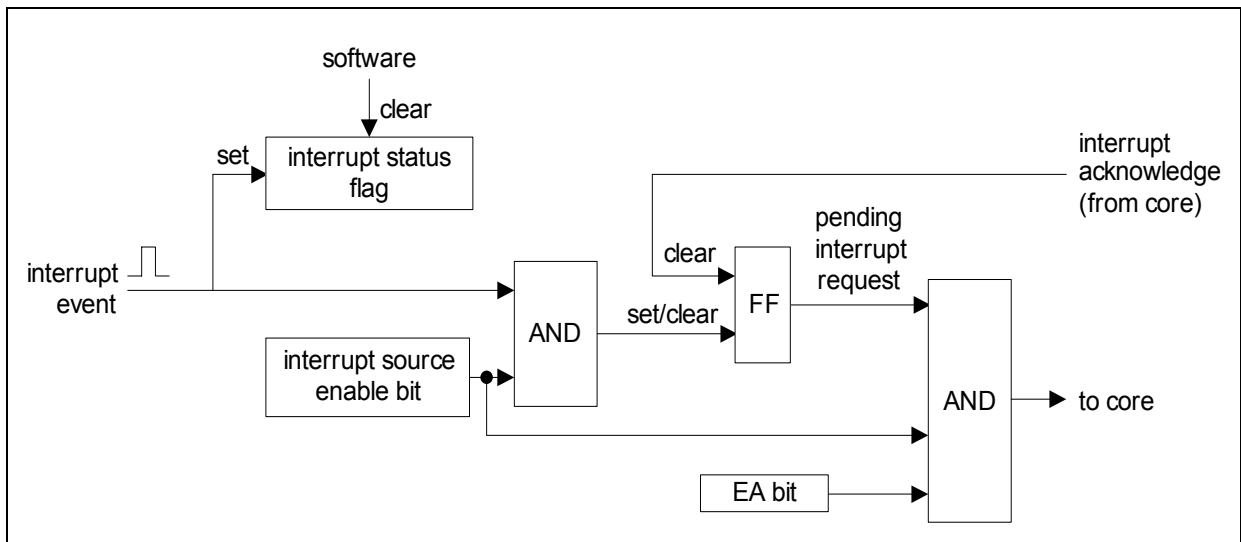 software
clear
set
interrupt status
flag
interrupt
acknowledge
(from core)
interrupt
event
clear
pending
interrupt
request
FF
AND
set/clear
interrupt source
enable bit
AND
to core
EA bit